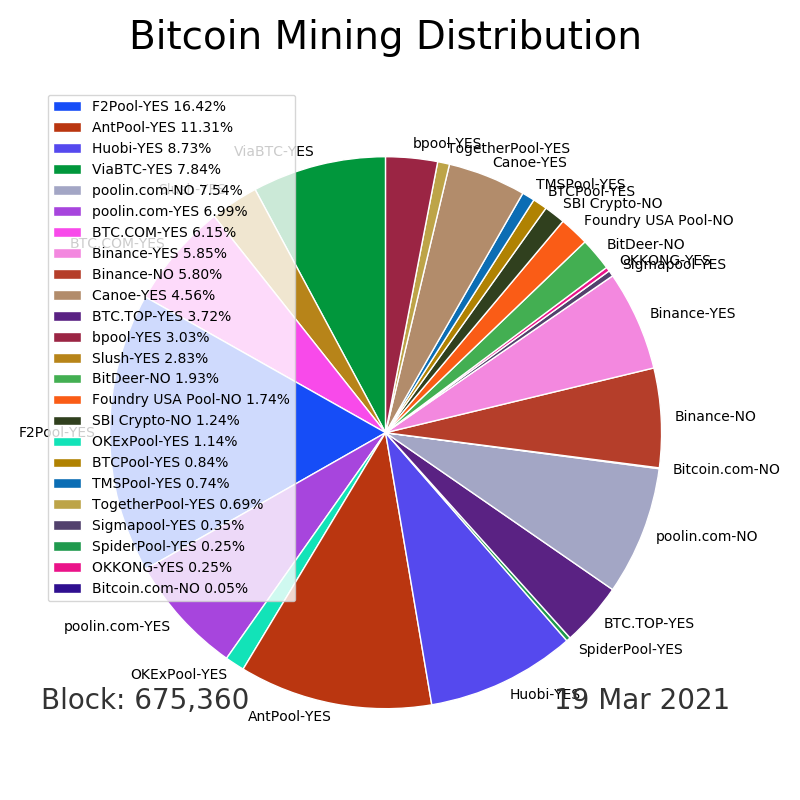 Bitcoin Mining Distribution
F2Pool-YES 16.42%
AntPool-YES 11.31%
Huobi-YES 8.73%
ViaBTC-YES 7.84%
poolin.com-NO 7.54%
poolin.com-YES 6.99%
BTC.COM-YES 6.15%
Binance-YES 5.85%
Binance-NO 5.80%
Canoe-YES 4.56%
BTC.TOP-YES 3.72%
bpool-YES 3.03%
Slush-YES 2.83%
BitDeer-NO 1.93%
Foundry USA Pool-NO 1.74%
SBI Crypto-NO 1.24%
OKExPool-YES 1.14%
BTCPool-YES 0.84%
TMSPool-YES 0.74%
TogetherPool-YES 0.69%
Sigmapool-YES 0.35%
SpiderPool-YES 0.25%
OKKONG-YES 0.25%
Bitcoin.com-NO 0.05%
ViaBTC-YES
BTC.COM-YES
F2Pool-YES
poolin.com-YES
OKExPool-YES
AntPool-YES
Huobi-YES
SpiderPool-YES
BTC.TOP-YES
poolin.com-NO
Bitcoin.com-NO
Binance-NO
Binance-YES
Sigmapool-YES
OKKONG-YES
BitDeer-NO
Foundry USA Pool-NO
SBI Crypto-NO
BTCPool-YES
TMSPool-YES
Canoe-YES
TogetherPool-YES
bpool-YES
Block: 675,360
19 Mar 2021